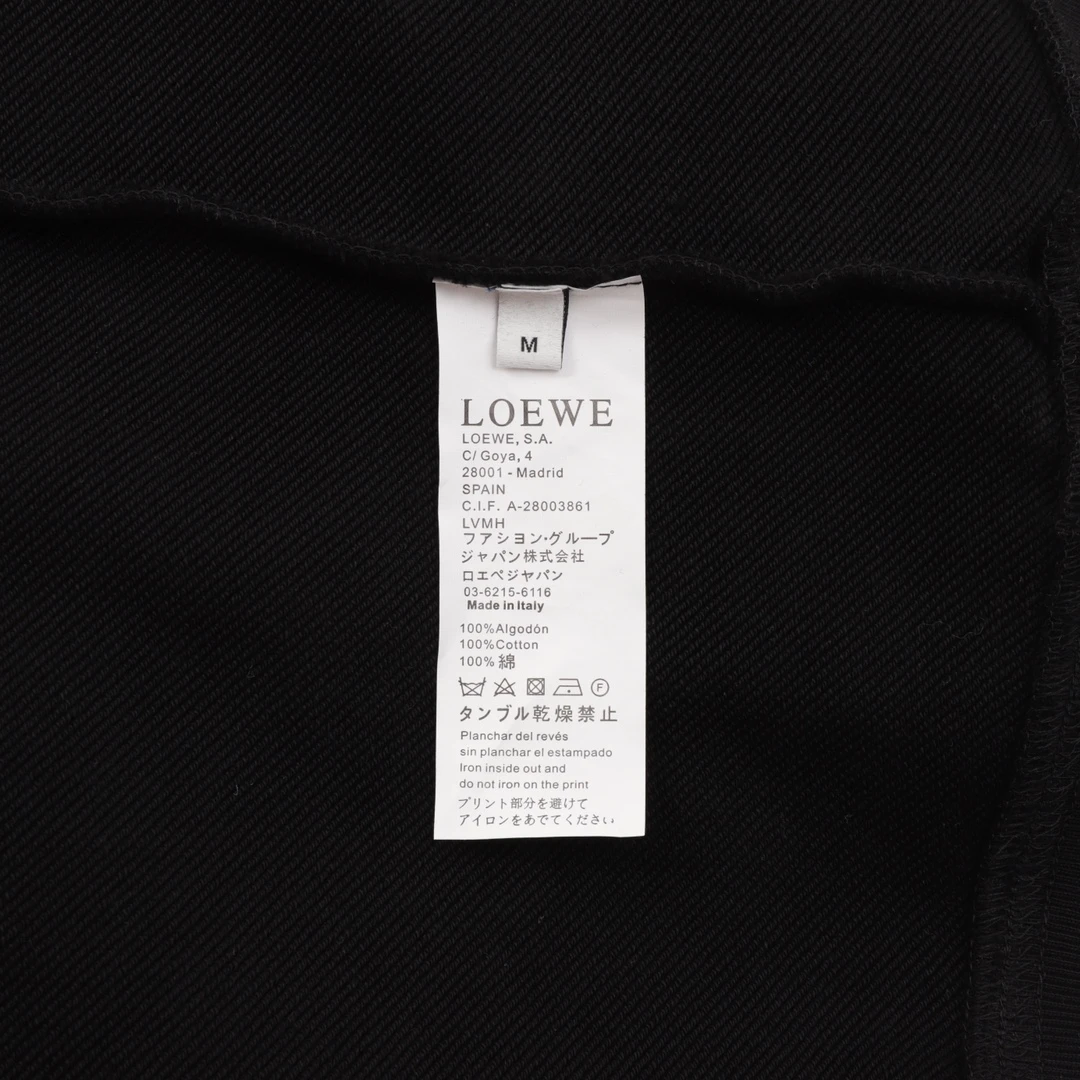 M
LOEWE
LOEWE, S.A.
C/ Goya, 4
28001 - Madrid
SPAIN
C.I.F. A-28003861
LVMH
フアシヨン·グループ
ジャパン株式会社
ロエベジヤパン
03-6215-6116
Made in Italy
100%Algodón
100%Cotton
100% 綿
F
タンブル乾燥禁止
Planchar del revés
sin planchar el estampado
Iron inside out and
do not iron on the print
プリント部分を避けて
アイロンをあでてください